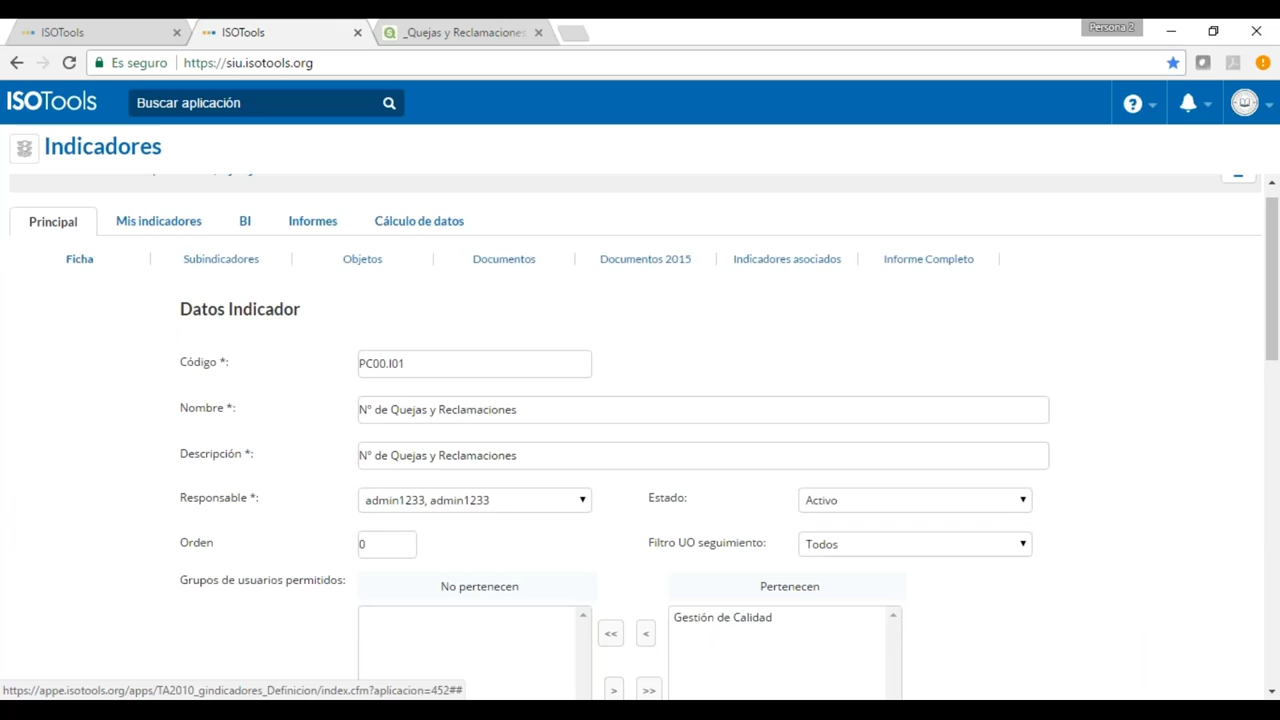 ISOTools
ISOTools
_Quejas y Reclamaciones
Persona 2
Es seguro
https://siu.isotools.org
ISOTools
Buscar aplicación
?
Indicadores
Principal
Mis indicadores
BI
Informes
Cálculo de datos
Ficha
Subindicadores
Objetos
Documentos
Documentos 2015
Indicadores asociados
Informe Completo
Datos Indicador
Código *:
PC00.I01
Nombre *:
Nº de Quejas y Reclamaciones
Descripción *:
Nº de Quejas y Reclamaciones
Responsable *:
admin1233, admin1233
Estado:
Activo
Orden
0
Filtro UO seguimiento:
Todos
Grupos de usuarios permitidos:
No pertenecen
Pertenecen
Gestión de Calidad
<<
<
>
>>
https://appe.isotools.org/apps/TA2010_gindicadores_Definicion/index.cfm?aplicacion=452##